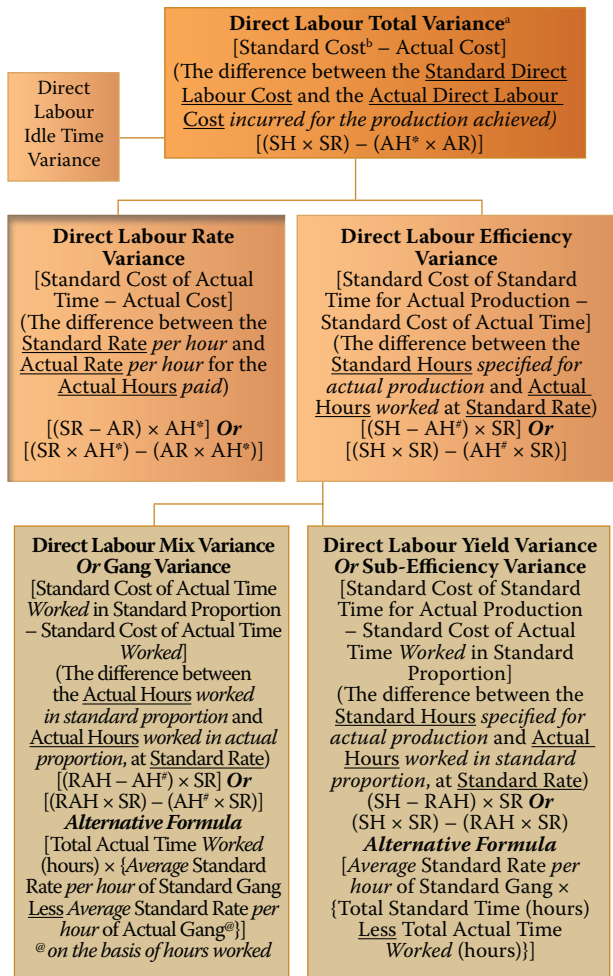 Direct Labour Total Varianceᵃ
[Standard Costᵇ – Actual Cost]
(The difference between the Standard Direct
Labour Cost and the Actual Direct Labour
Cost incurred for the production achieved)
[(SH × SR) – (AH* × AR)]
Direct
Labour
Idle Time
Variance
Direct Labour Rate
Variance
[Standard Cost of Actual
Time – Actual Cost]
(The difference between the
Standard Rate per hour and
Actual Rate per hour for the
Actual Hours paid)
[(SR – AR) × AH*] Or
[(SR × AH*) – (AR × AH*)]
Direct Labour Efficiency
Variance
[Standard Cost of Standard
Time for Actual Production –
Standard Cost of Actual Time]
(The difference between the
Standard Hours specified for
actual production and Actual
Hours worked at Standard Rate)
[(SH – AH#) × SR] Or
[(SH × SR) – (AH# × SR)]
Direct Labour Mix Variance
Or Gang Variance
[Standard Cost of Actual Time
Worked in Standard Proportion
– Standard Cost of Actual Time
Worked]
(The difference between
the Actual Hours worked
in standard proportion and
Actual Hours worked in actual
proportion, at Standard Rate)
[(RAH – AH#) × SR] Or
[(RAH × SR) – (AH# × SR)]
Alternative Formula
[Total Actual Time Worked
(hours) × {Average Standard
Rate per hour of Standard Gang
Less Average Standard Rate per
hour of Actual Gang@}]
@ on the basis of hours worked
Direct Labour Yield Variance
Or Sub-Efficiency Variance
[Standard Cost of Standard
Time for Actual Production
– Standard Cost of Actual
Time Worked in Standard
Proportion]
(The difference between the
Standard Hours specified for
actual production and Actual
Hours worked in standard
proportion, at Standard Rate)
(SH – RAH) × SR Or
(SH × SR) – (RAH × SR)
Alternative Formula
[Average Standard Rate per
hour of Standard Gang ×
{Total Standard Time (hours)
Less Total Actual Time
Worked (hours)}]